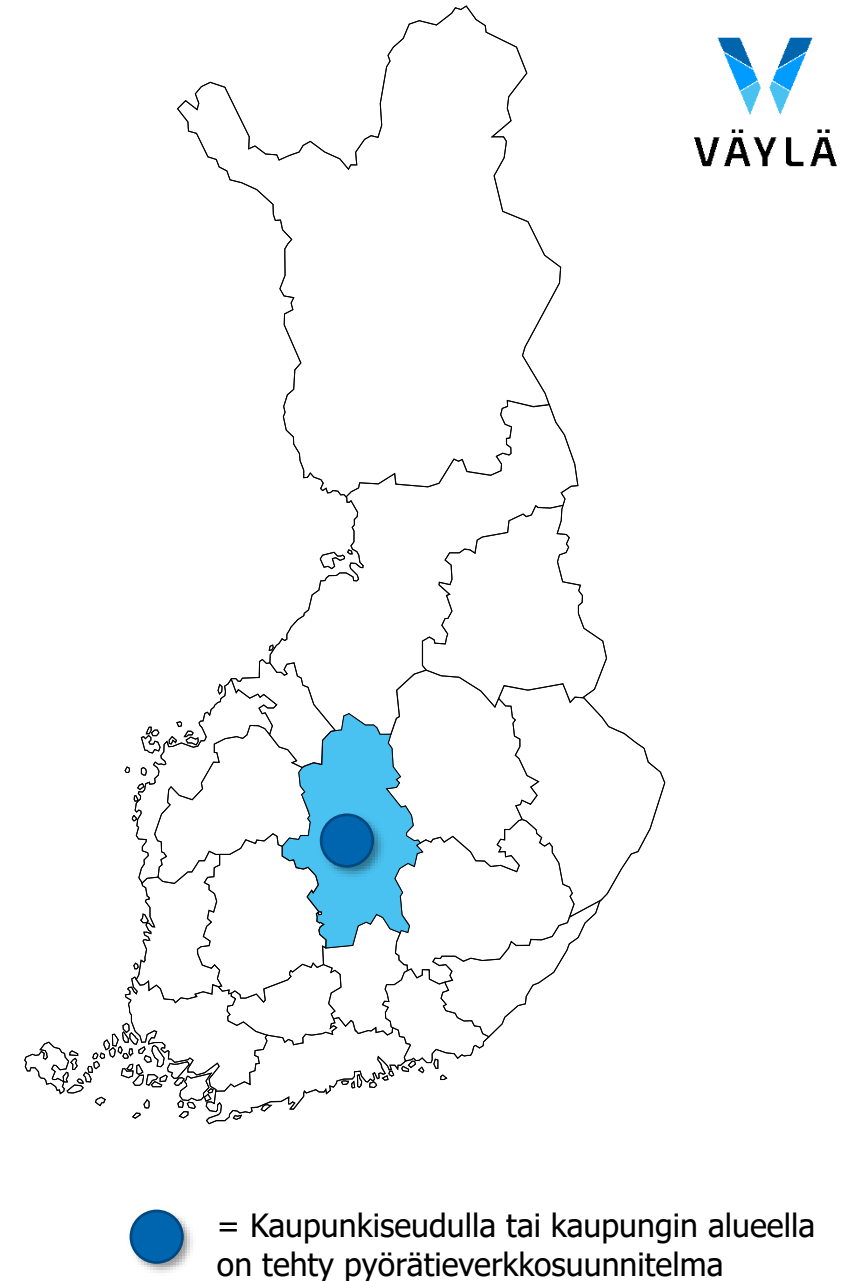 VÄYLÄ
= Kaupunkiseudulla tai kaupungin alueella
on tehty pyörätieverkkosuunnitelma